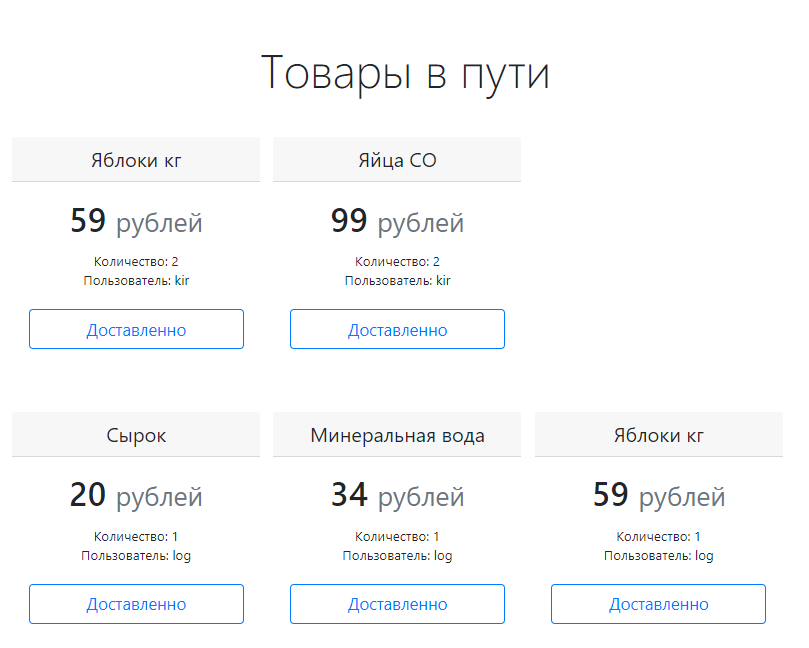 Товары в пути
Яблоки кг
59 рублей
Количество: 2
Пользователь: kir
Доставленно
Яйца СО
99 рублей
Количество: 2
Пользователь: kir
Доставленно
Сырок
20 рублей
Количество: 1
Пользователь: log
Доставленно
Минеральная вода
34 рублей
Количество: 1
Пользователь: log
Доставленно
Яблоки кг
59 рублей
Количество: 1
Пользователь: log
Доставленно